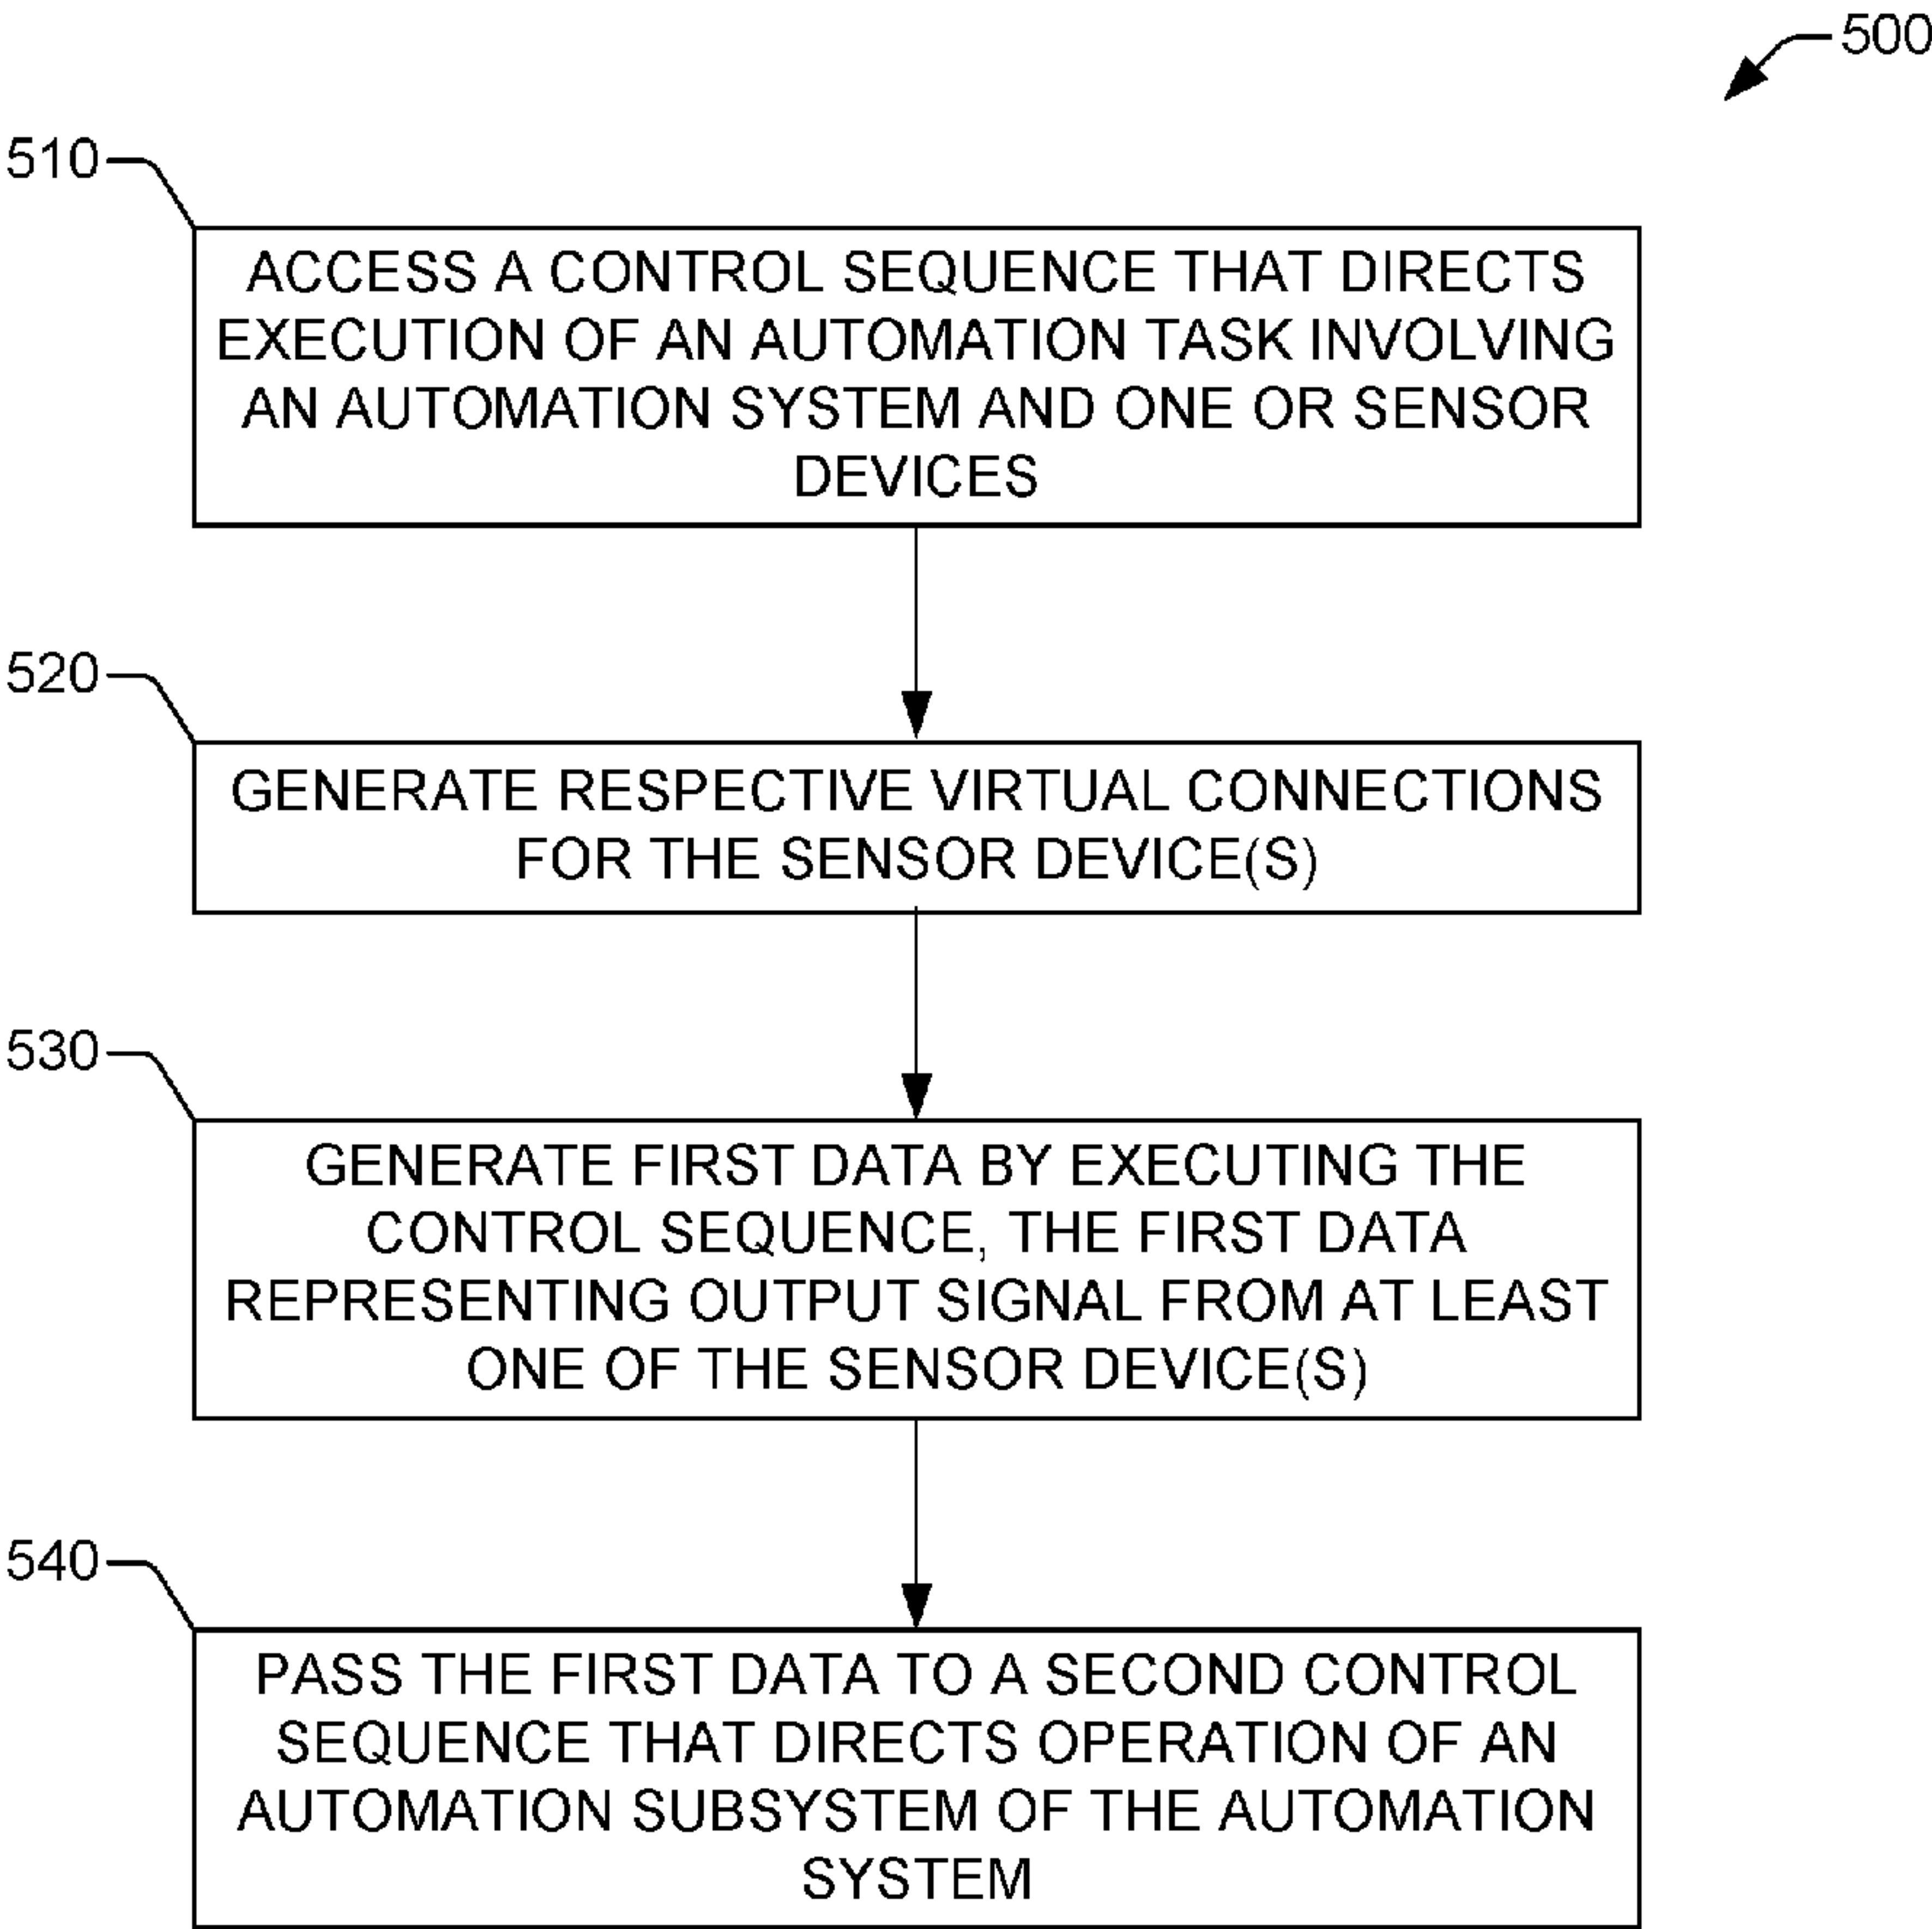 500
510
ACCESS A CONTROL SEQUENCE THAT DIRECTS
EXECUTION OF AN AUTOMATION TASK INVOLVING
AN AUTOMATION SYSTEM AND ONE OR SENSOR
DEVICES
520
GENERATE RESPECTIVE VIRTUAL CONNECTIONS
FOR THE SENSOR DEVICE(S)
530
GENERATE FIRST DATA BY EXECUTING THE
CONTROL SEQUENCE, THE FIRST DATA
REPRESENTING OUTPUT SIGNAL FROM AT LEAST
ONE OF THE SENSOR DEVICE(S)
540
PASS THE FIRST DATA TO A SECOND CONTROL
SEQUENCE THAT DIRECTS OPERATION OF AN
AUTOMATION SUBSYSTEM OF THE AUTOMATION
SYSTEM